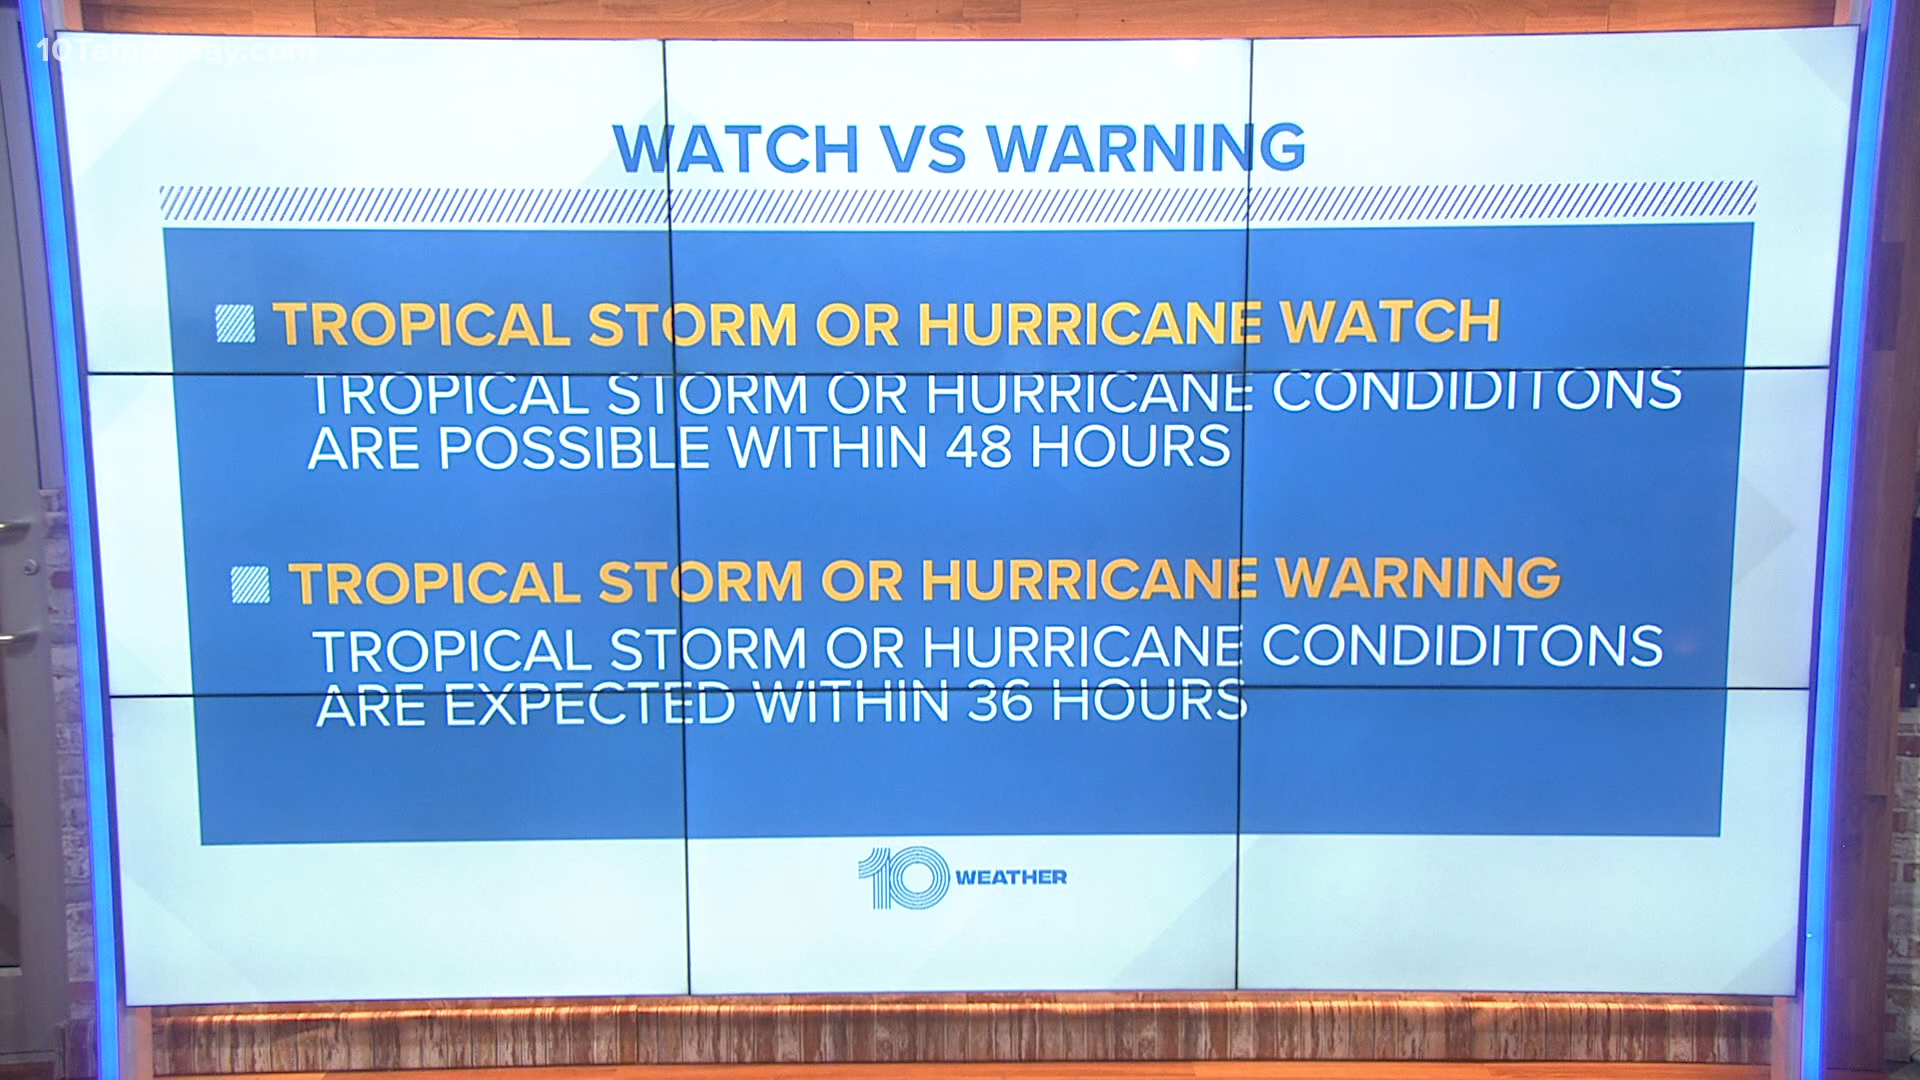 10TampaBay.com
WATCH VS WARNING
TROPICAL STORM OR HURRICANE WATCH
TROPICAL STORM OR HURRICANE CONDIDITONS
ARE POSSIBLE WITHIN 48 HOURS
TROPICAL STORM OR HURRICANE WARNING
TROPICAL STORM OR HURRICANE CONDIDITONS
ARE EXPECTED WITHIN 36 HOURS
10 WEATHER